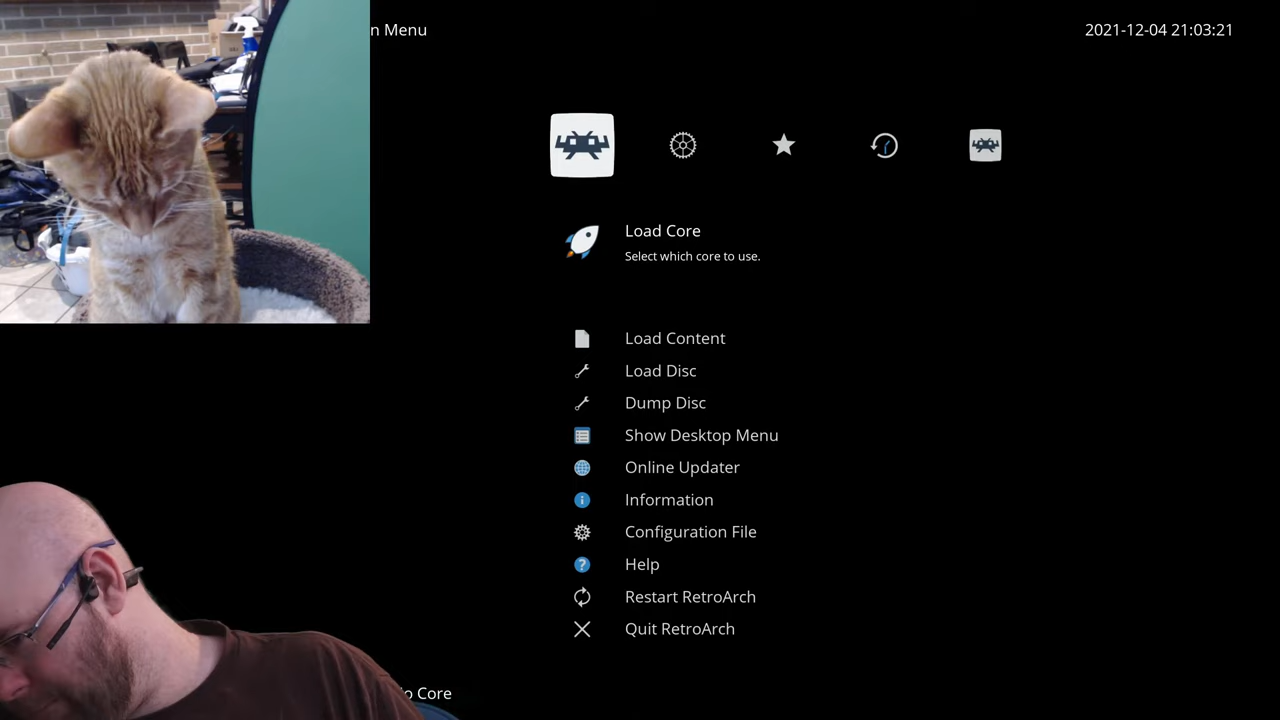 n Menu
2021-12-04 21:03:21
Load Core
Select which core to use.
Load Content
Load Disc
Dump Disc
Show Desktop Menu
Online Updater
Information
Configuration File
Help
Restart RetroArch
Quit RetroArch
o Core